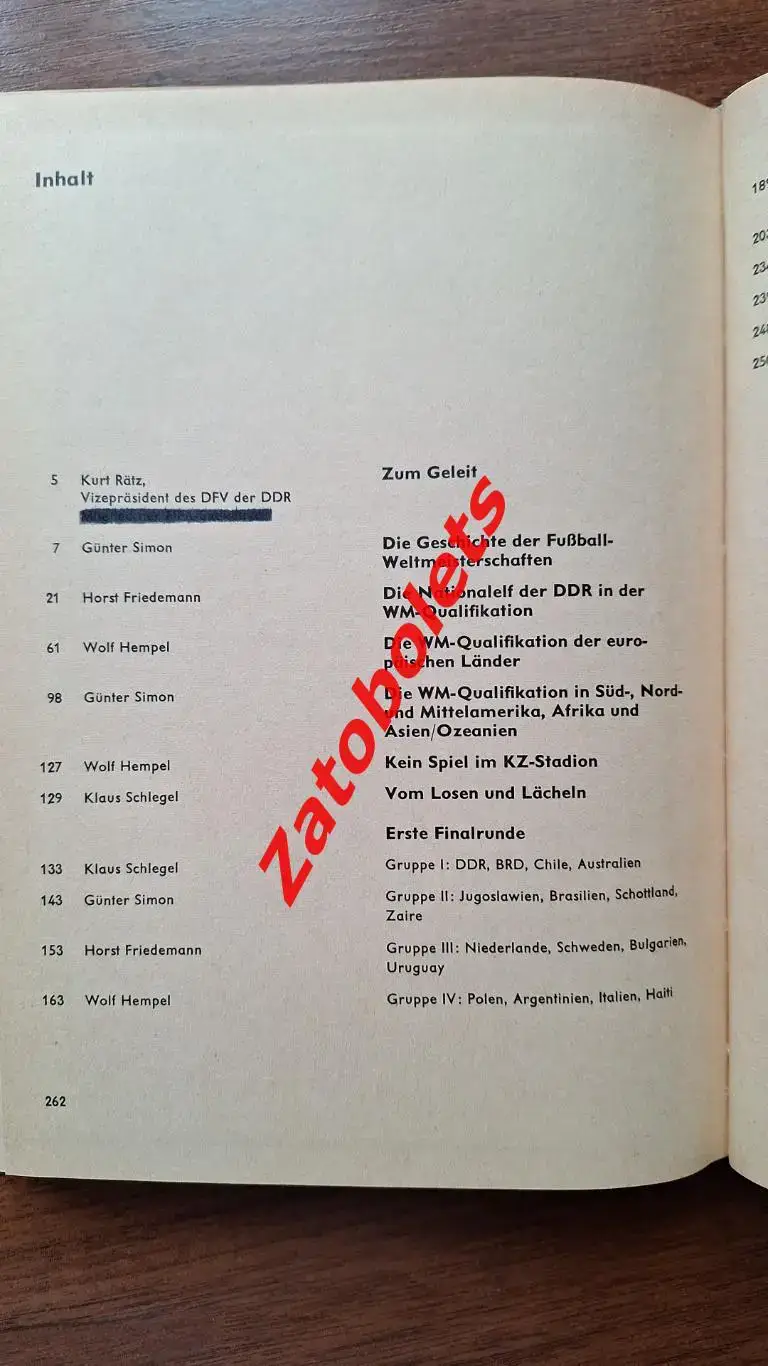 Inhalt
5 Kurt Rätz, Zum Geleit
Vizepräsident des DFV der DDR
7 Günter Simon Die Geschichte der Fußball-
Weltmeisterschaften
21 Horst Friedemann Die Nationalelf der DDR in der
WM-Qualifikation
61 Wolf Hempel Die WM-Qualifikation der euro-
päischen Länder
98 Günter Simon Die WM-Qualifikation in Süd-, Nord-
und Mittelamerika, Afrika und
Asien/Ozeanien
127 Wolf Hempel Kein Spiel im KZ-Stadion
129 Klaus Schlegel Vom Losen und Lächeln
Erste Finalrunde
133 Klaus Schlegel Gruppe I: DDR, BRD, Chile, Australien
143 Günter Simon Gruppe II: Jugoslawien, Brasilien, Schottland,
Zaire
153 Horst Friedemann Gruppe III: Niederlande, Schweden, Bulgarien,
Uruguay
163 Wolf Hempel Gruppe IV: Polen, Argentinien, Italien, Haiti
262
Zatobolets